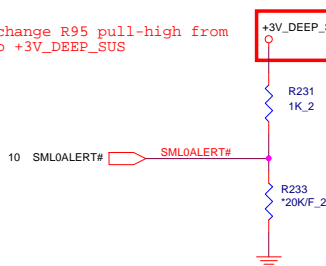 change R95 pull-high from
+3V_DEEP_SUS
+3V_DEEP_S
R231
1K_2
10 SML0ALERT# SML0ALERT#
R233
*20K/F_2